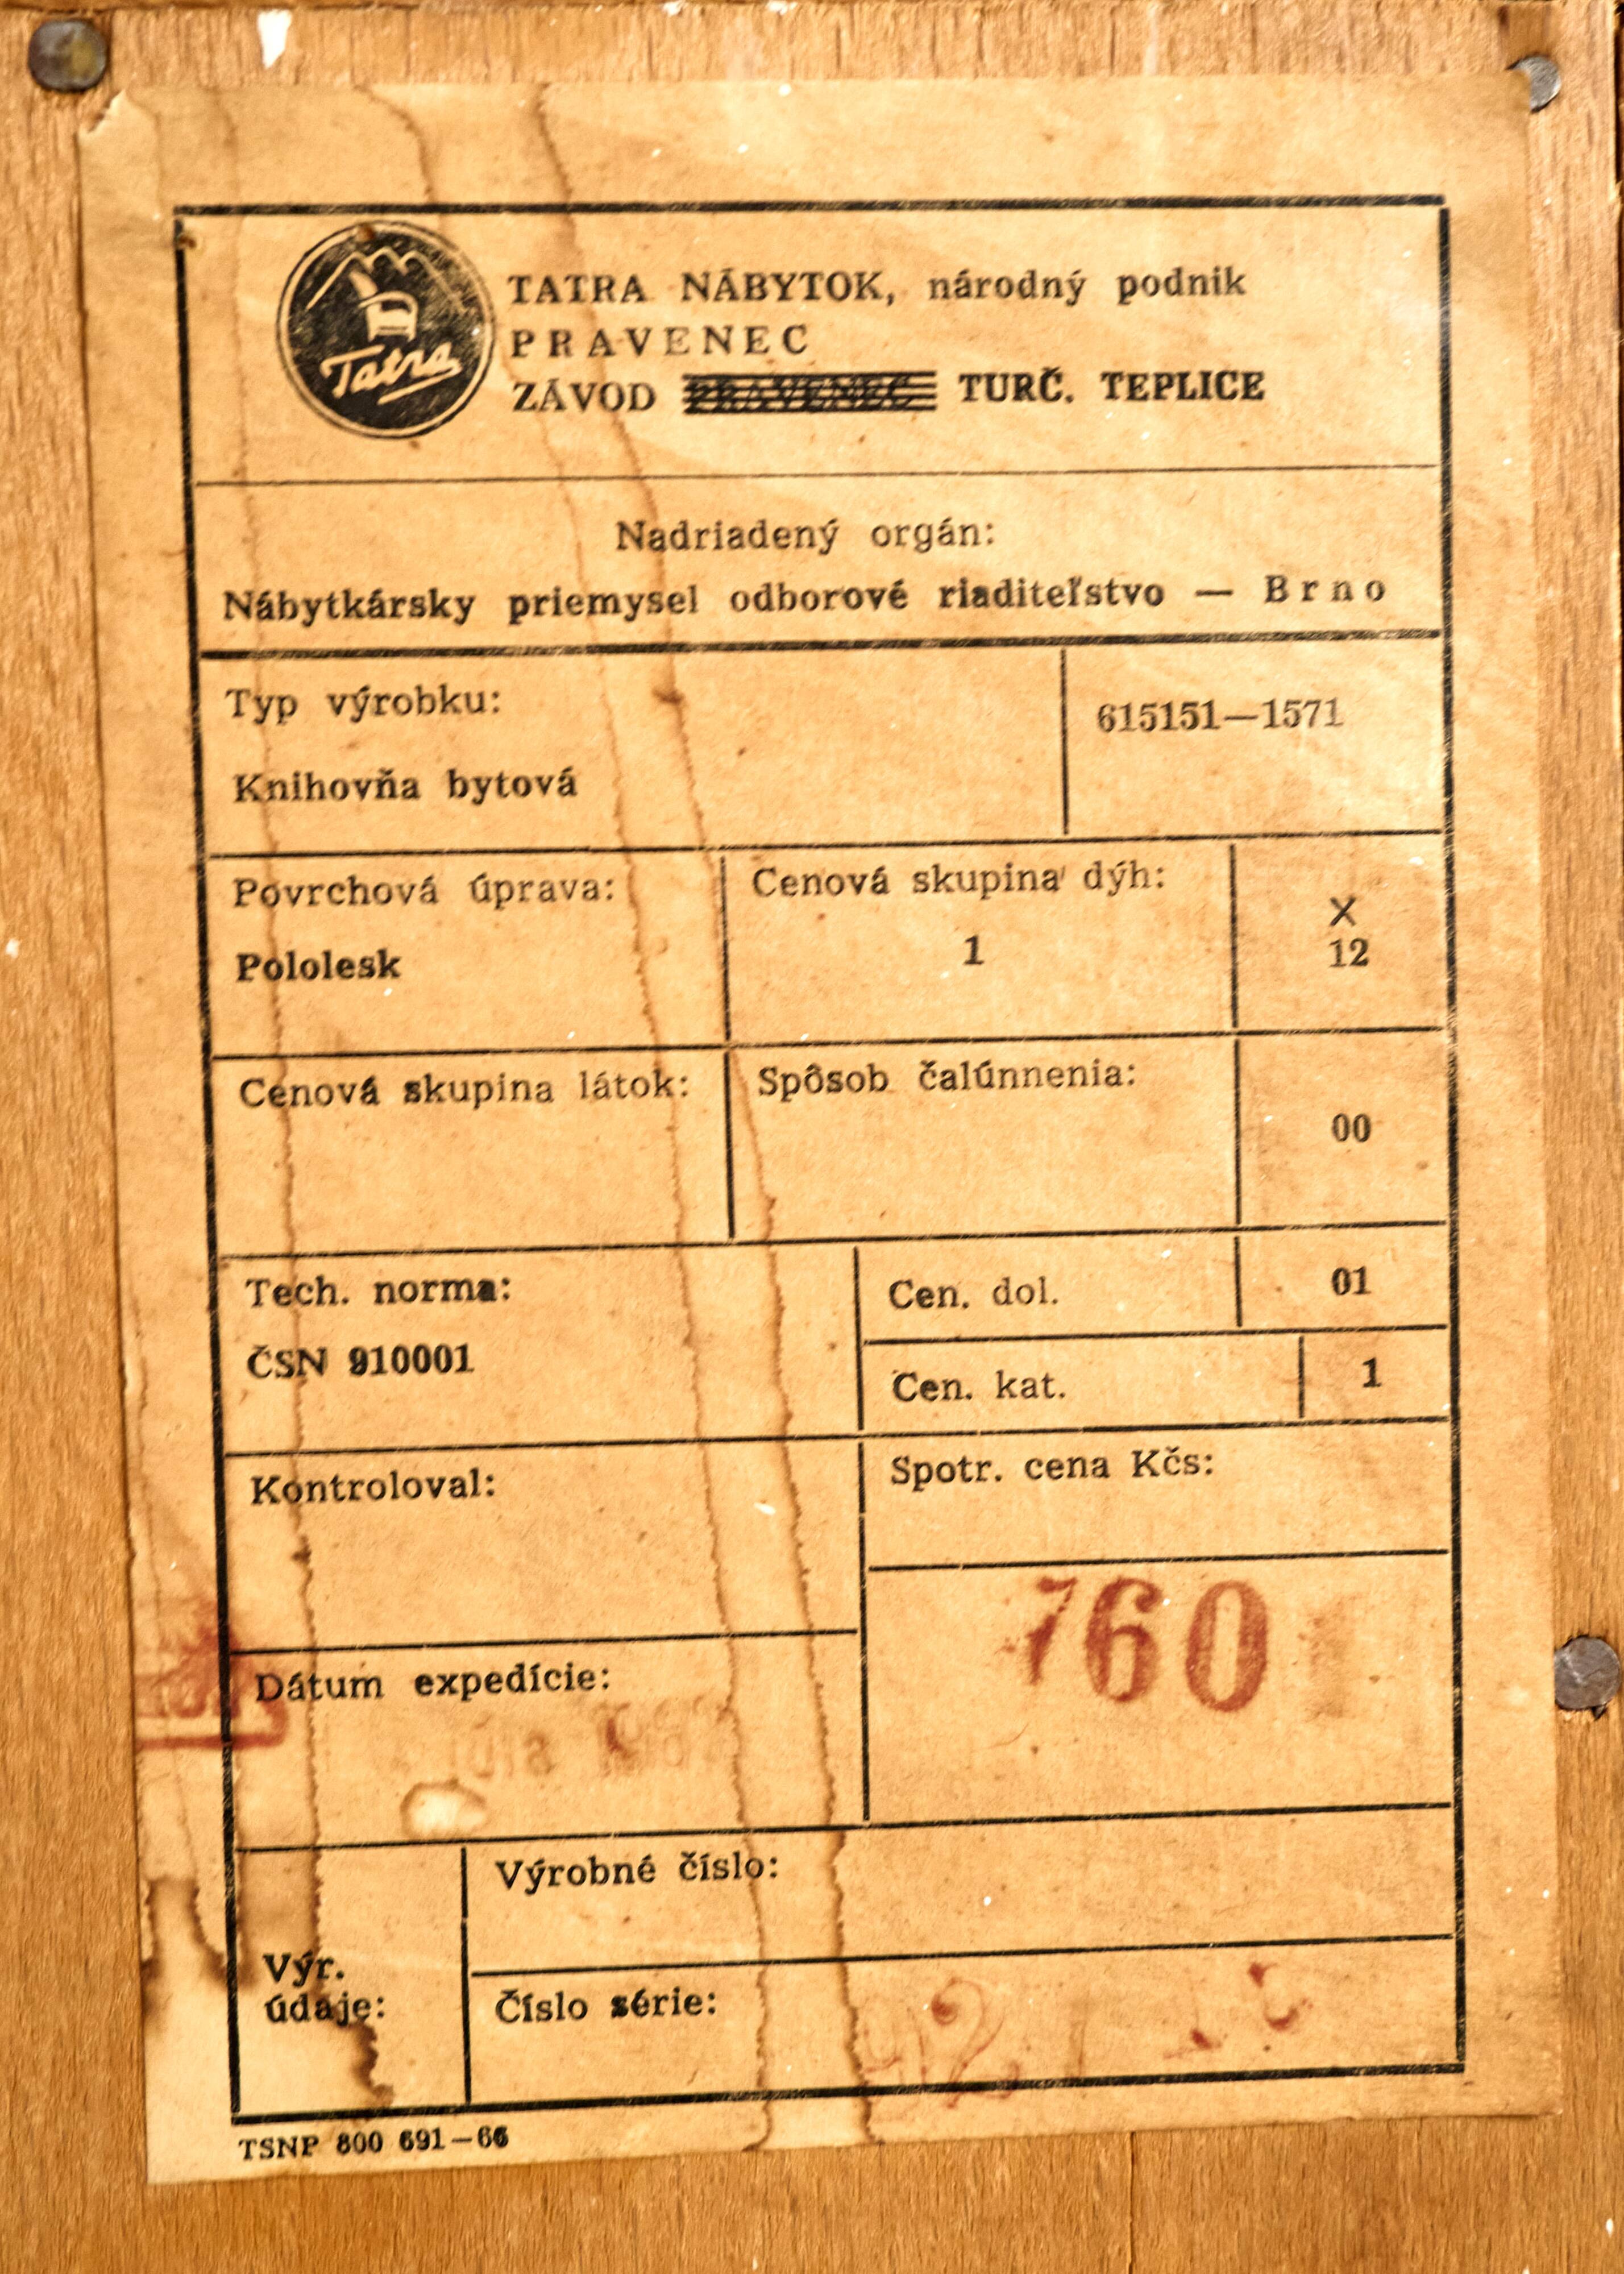 Tatra
TATRA NÁBYTOK, národný podnik
PRAVENEC
ZÁVOD PRAVENEC TURČ. TEPLICE
Nadriadený orgán:
Nábytkársky priemysel odborové riaditeľstvo — Brno
Typ výrobku:
615151—1571
Knihovňa bytová
Povrchová úprava:
Pololesk
Cenová skupina dýh:
1
X
12
Cenová skupina látok:
Spôsob čalúnnenia:
00
Tech. norma:
ČSN 910001
Cen. dol.
01
Cen. kat.
1
Kontroloval:
Spotr. cena Kčs:
760
Dátum expedície:
Výr.
údaje:
Výrobné číslo:
Číslo série:
TSNP 800 691—66